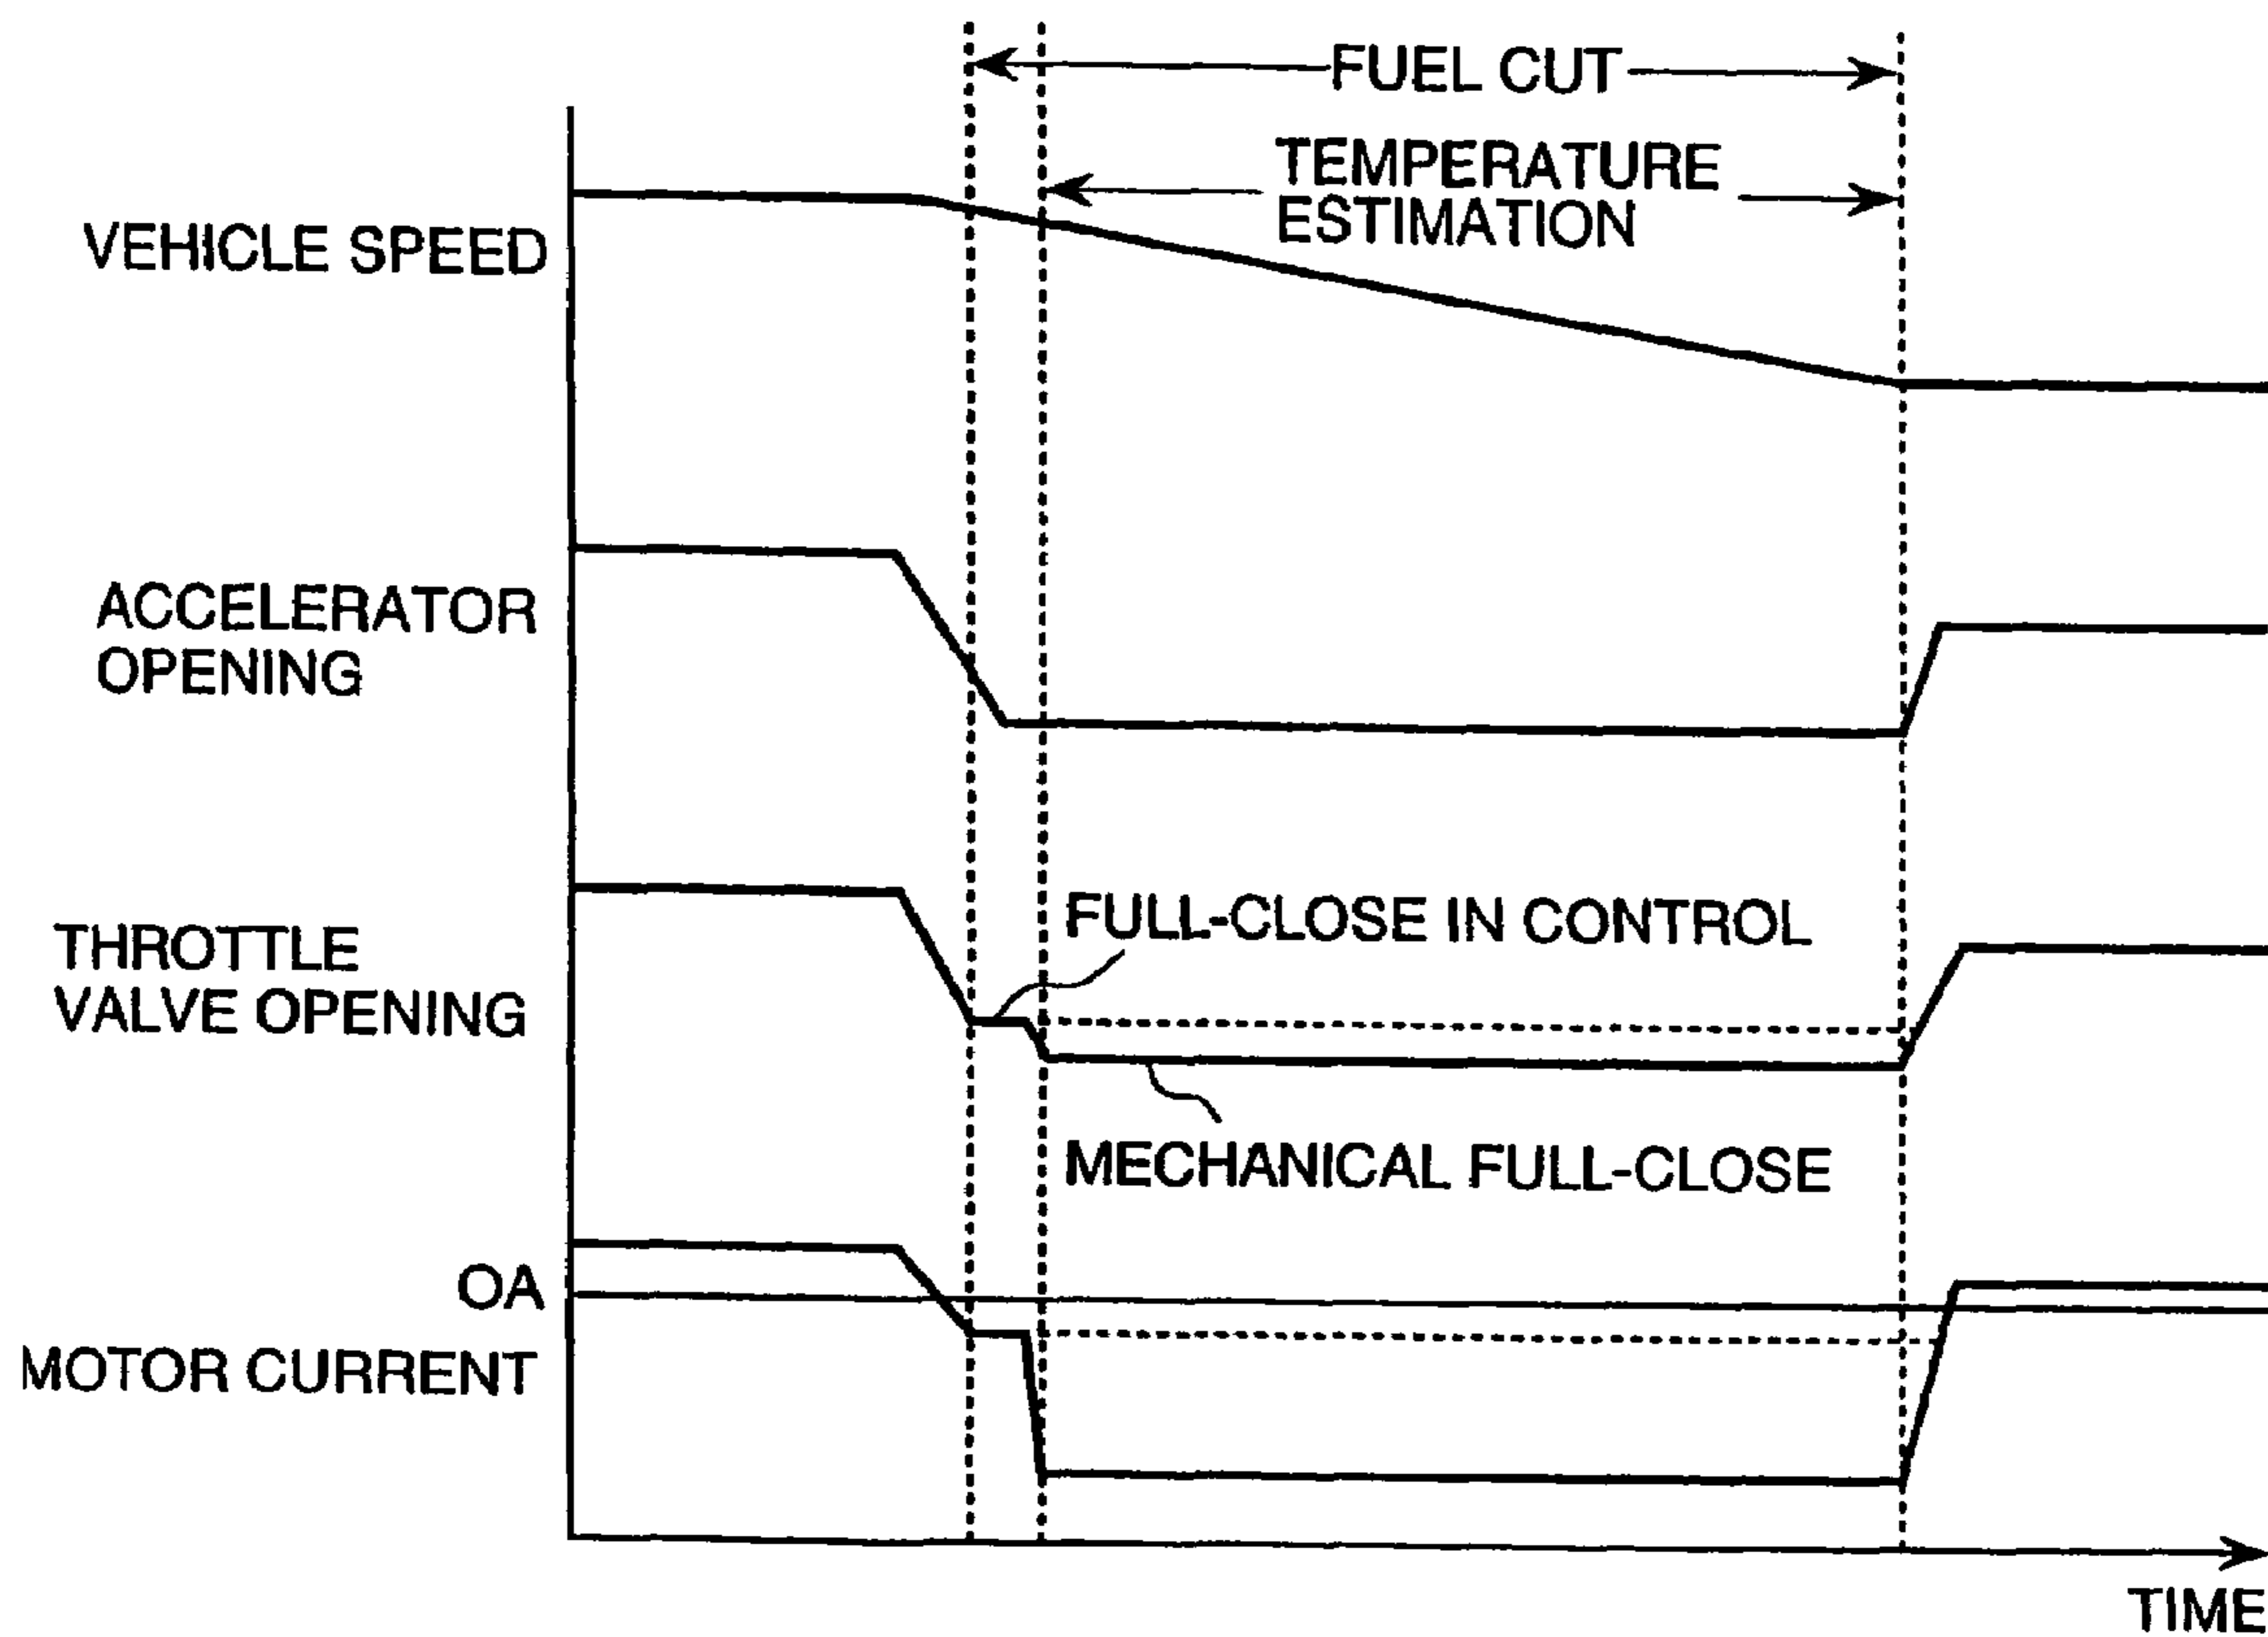 FUEL CUT
TEMPERATURE
ESTIMATION
VEHICLE SPEED
ACCELERATOR
OPENING
FULL-CLOSE IN CONTROL
THROTTLE
VALVE OPENING
MECHANICAL FULL-CLOSE
OA
MOTOR CURRENT
TIME